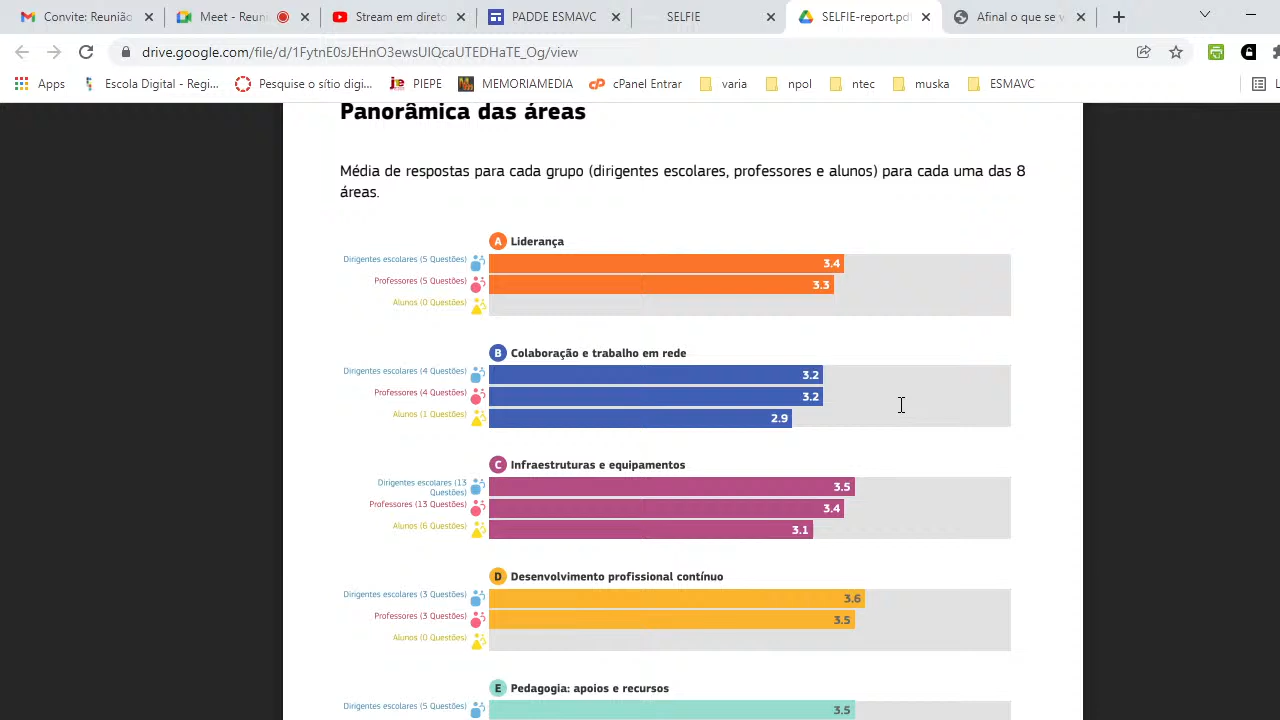 Convite: Reunião
Meet – Reuni
Stream em direto
PADDE ESMAVC
SELFIE
SELFIE-report.pd
Afinal o que se v
drive.google.com/file/d/1FytnE0sJEHnO3ewsUIQcaUTEDHaTE_Og/view
Apps
Escola Digital - Regi...
Pesquise o sítio digi...
PIEPE
MEMORIAMEDIA
cPanel Entrar
varia
npol
ntec
muska
ESMAVC
Panorâmica das áreas
Média de respostas para cada grupo (dirigentes escolares, professores e alunos) para cada uma das 8
áreas.
A Liderança
Dirigentes escolares (5 Questões) 3.4
Professores (5 Questões) 3.3
Alunos (0 Questões)
B Colaboração e trabalho em rede
Dirigentes escolares (4 Questões) 3.2
Professores (4 Questões) 3.2
Alunos (1 Questões) 2.9
C Infraestruturas e equipamentos
Dirigentes escolares (13
Questões) 3.5
Professores (13 Questões) 3.4
Alunos (6 Questões) 3.1
D Desenvolvimento profissional contínuo
Dirigentes escolares (3 Questões) 3.6
Professores (3 Questões) 3.5
Alunos (0 Questões)
E Pedagogia: apoios e recursos
Dirigentes escolares (5 Questões) 3.5